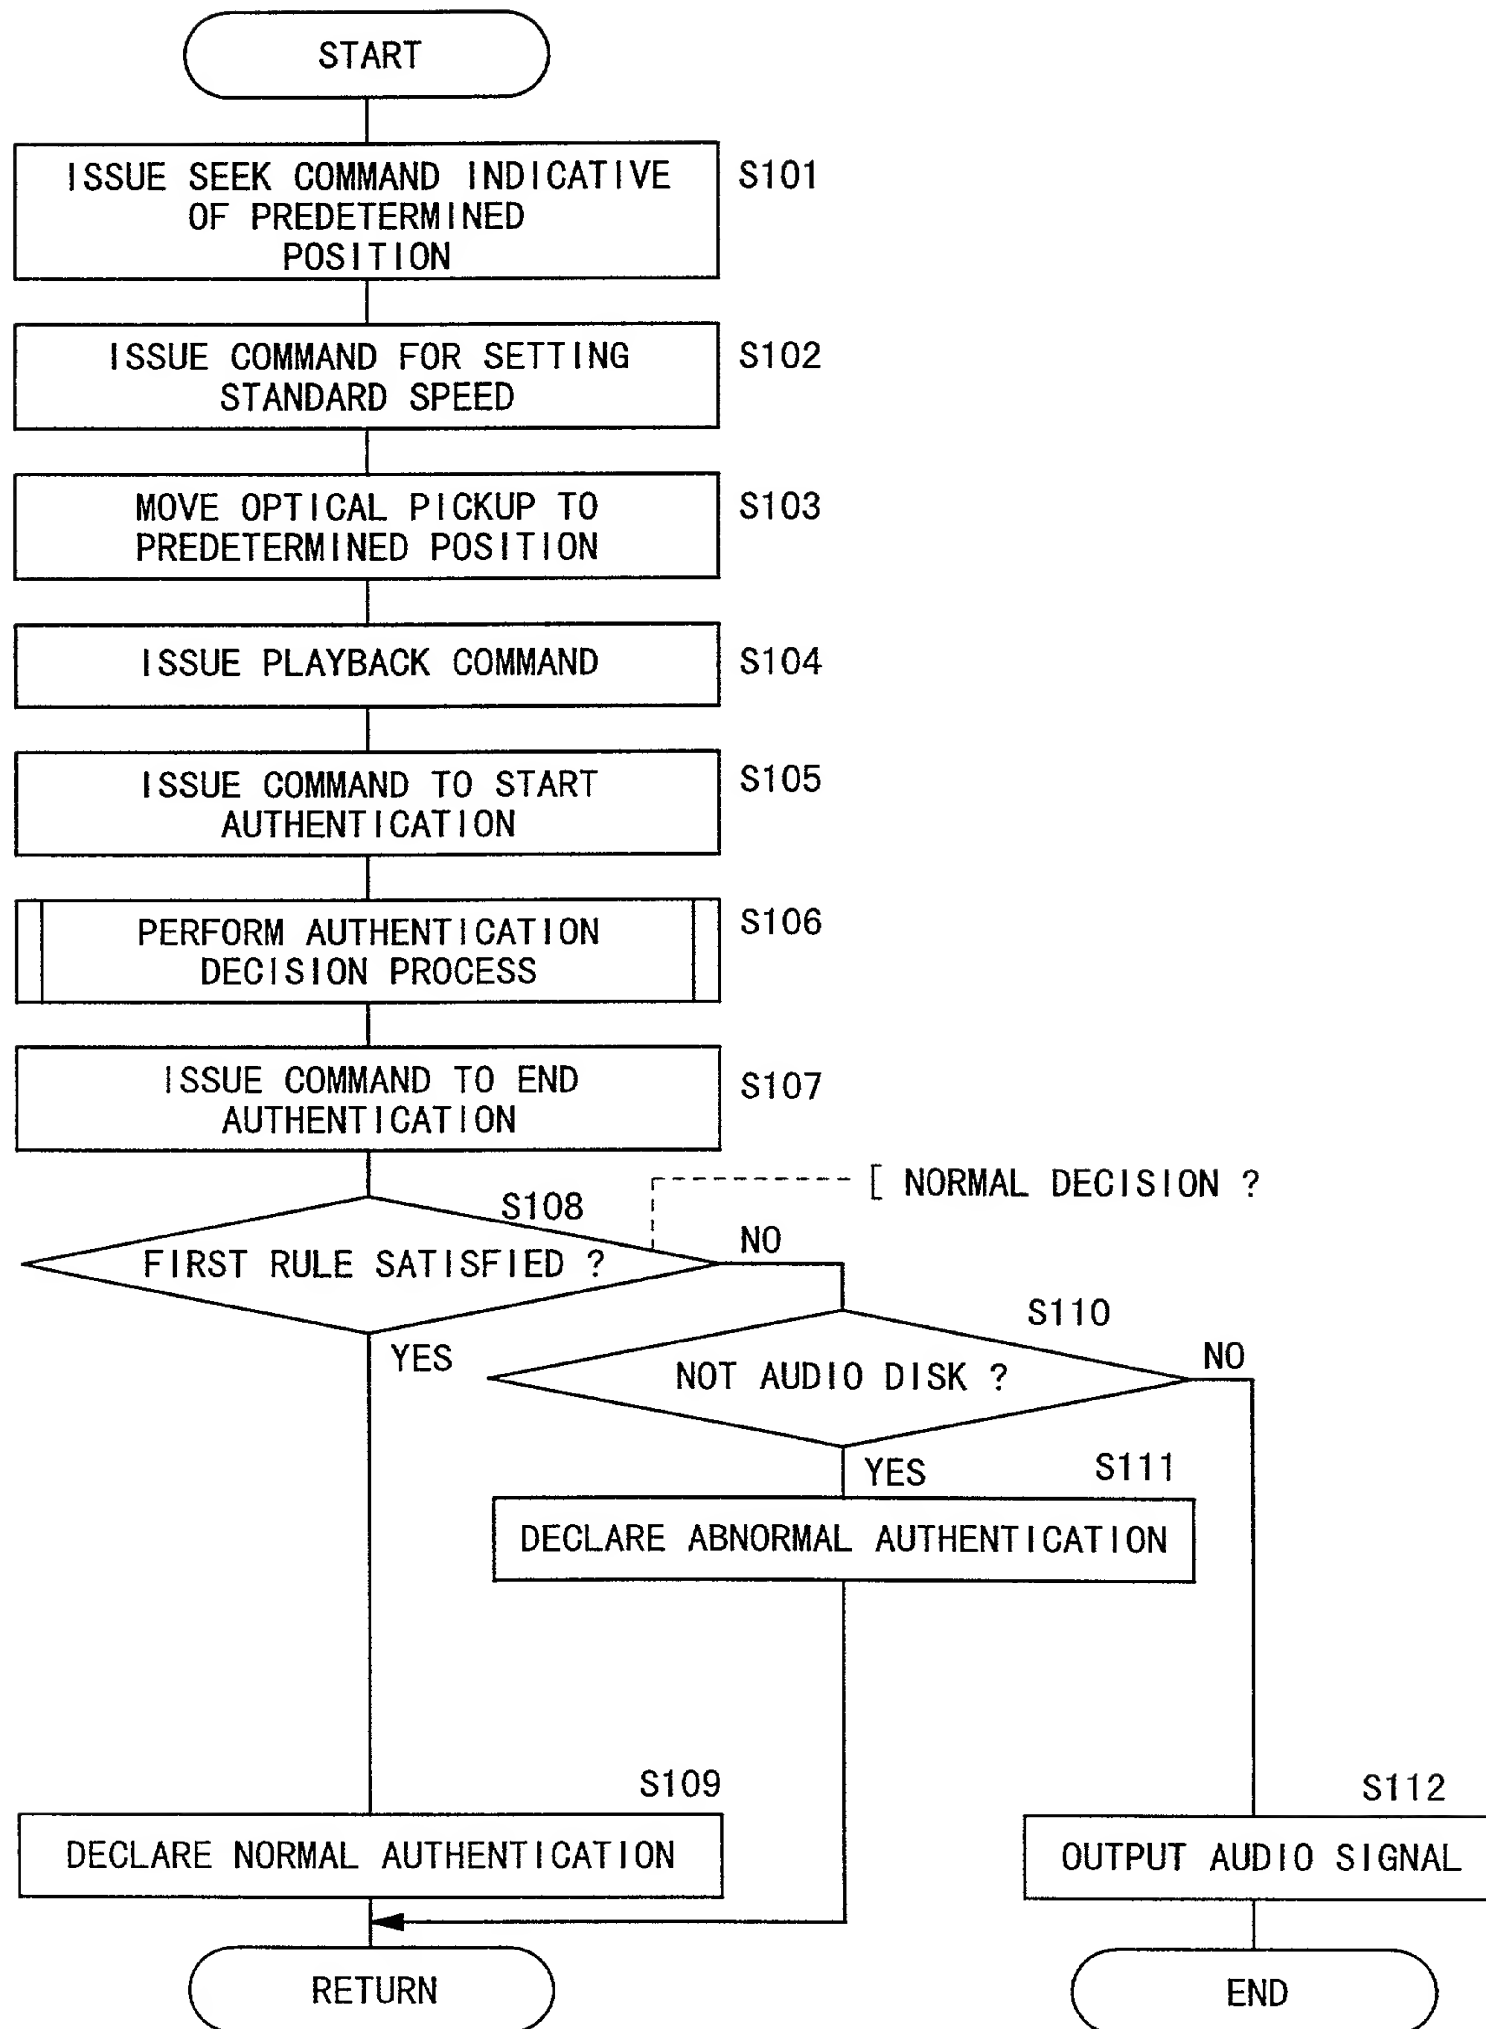 START
ISSUE SEEK COMMAND INDICATIVE
OF PREDETERMINED
POSITION
S101
ISSUE COMMAND FOR SETTING
STANDARD SPEED
S102
MOVE OPTICAL PICKUP TO
PREDETERMINED POSITION
S103
ISSUE PLAYBACK COMMAND
S104
ISSUE COMMAND TO START
AUTHENTICATION
S105
PERFORM AUTHENTICATION
DECISION PROCESS
S106
ISSUE COMMAND TO END
AUTHENTICATION
S107
[ NORMAL DECISION ?
S108
FIRST RULE SATISFIED ?
NO
YES
S110
NOT AUDIO DISK ?
NO
YES
S111
DECLARE ABNORMAL AUTHENTICATION
S109
DECLARE NORMAL AUTHENTICATION
S112
OUTPUT AUDIO SIGNAL
RETURN
END